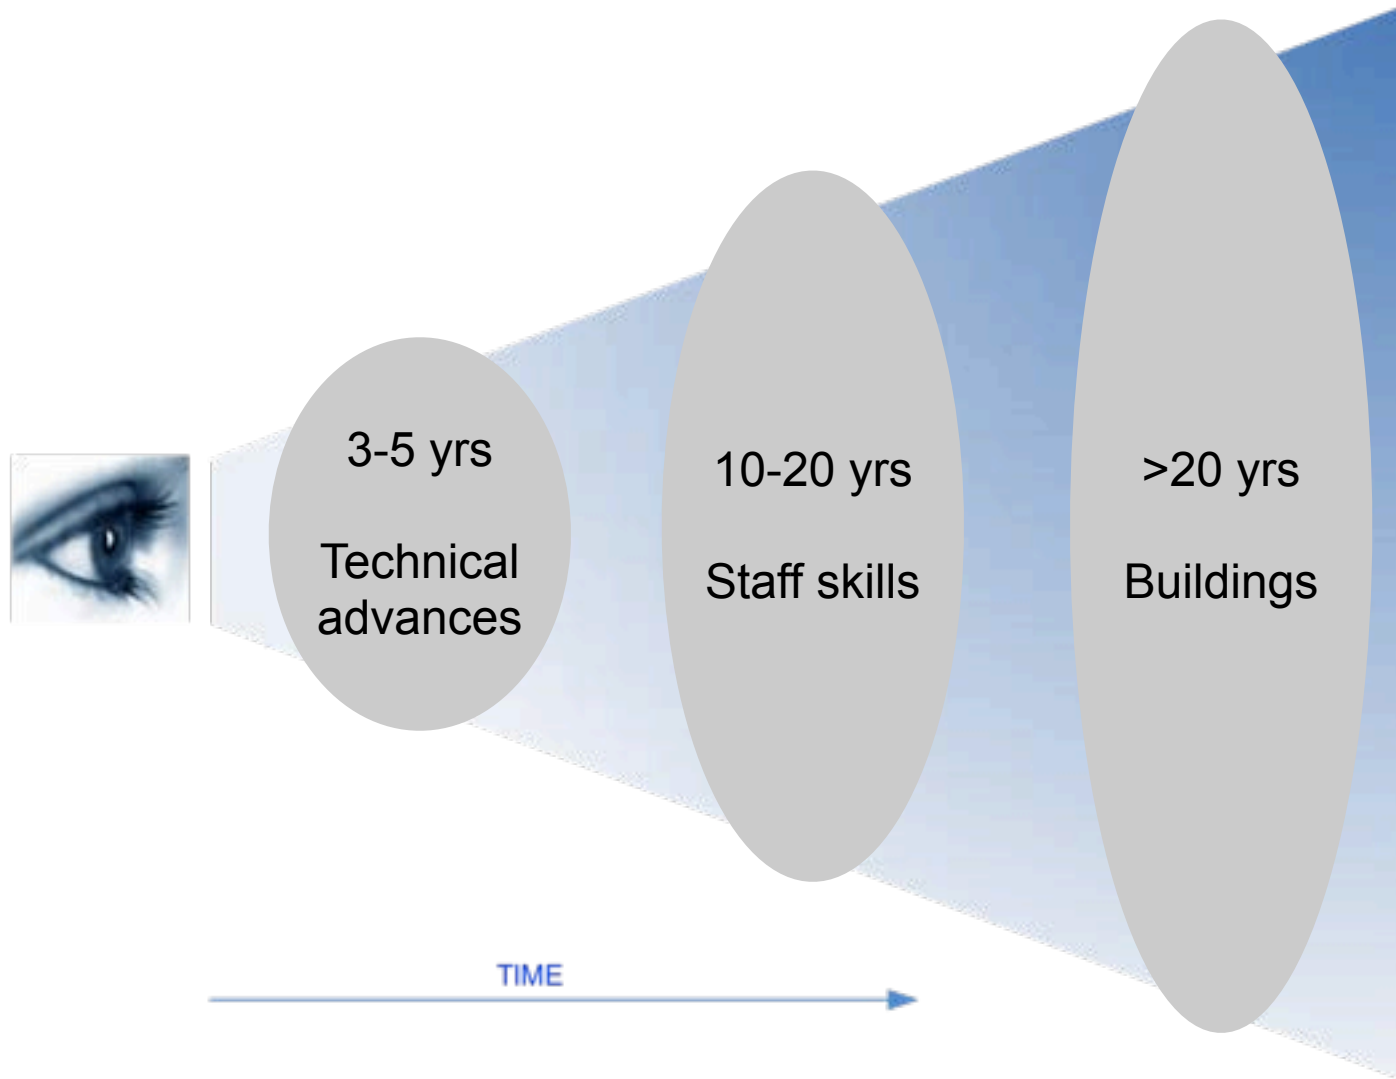 3-5 yrs
Technical
advances
10-20 yrs
Staff skills
>20 yrs
Buildings
TIME